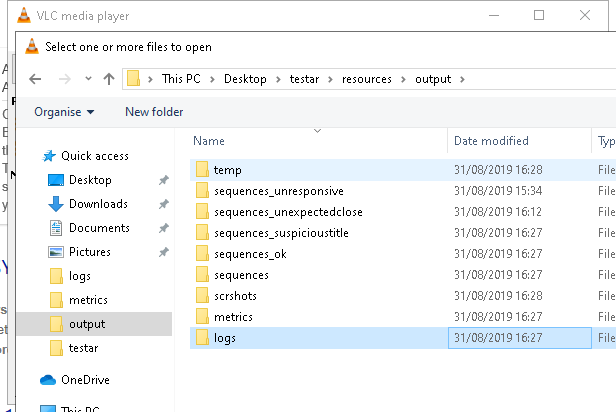 VLC media player
Select one or more files to open
This PC > Desktop > testar > resources > output >
Organise New folder
Name Date modified Typ
Quick access
Desktop
Downloads
Documents
Pictures
logs
metrics
output
testar
OneDrive
This PC
temp 31/08/2019 16:28 File
sequences_unresponsive 31/08/2019 15:34 File
sequences_unexpectedclose 31/08/2019 16:12 File
sequences_suspicioustitle 31/08/2019 16:27 File
sequences_ok 31/08/2019 16:27 File
sequences 31/08/2019 16:27 File
scrshots 31/08/2019 16:28 File
metrics 31/08/2019 16:27 File
logs 31/08/2019 16:27 File